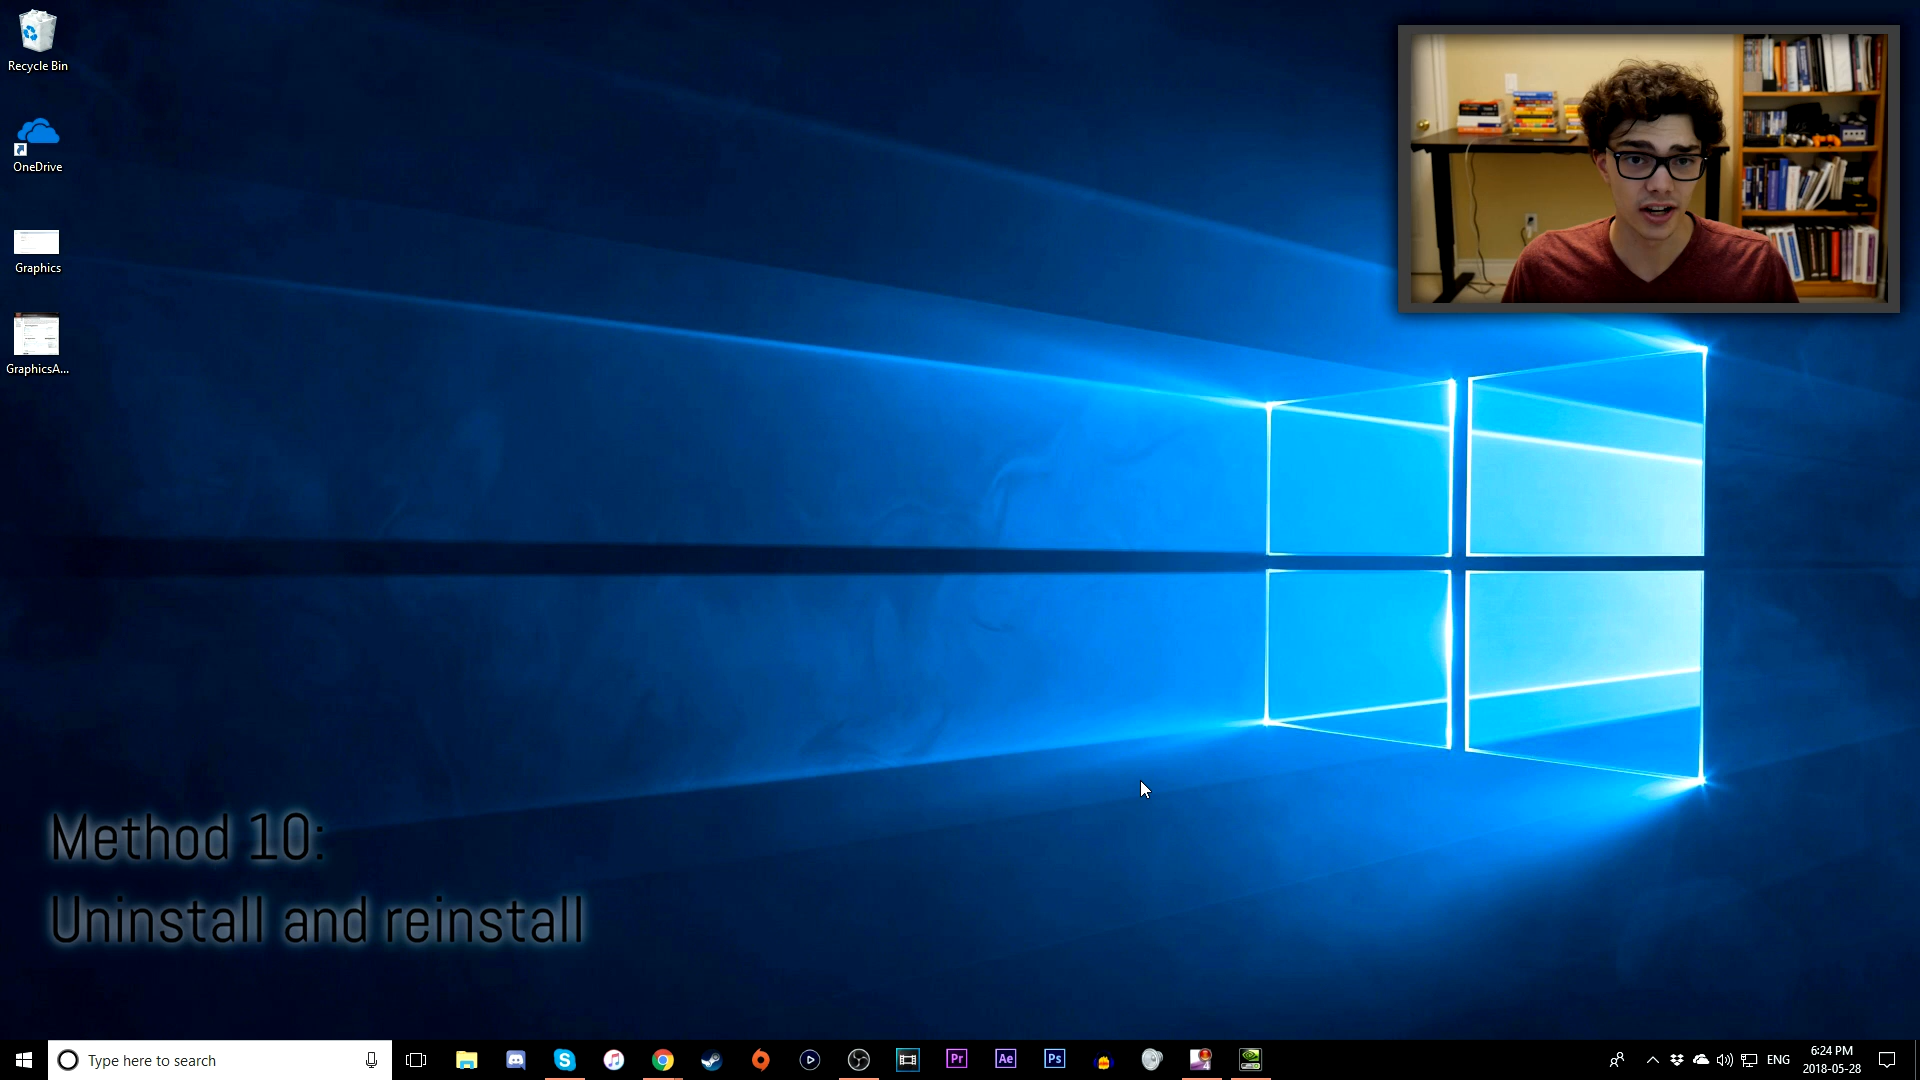 Recycle Bin
OneDrive
Graphics
GraphicsA...
Method 10:
Uninstall and reinstall
Type here to search
Pr
Ae
Ps
4
ENG
6:24 PM
2018-05-28